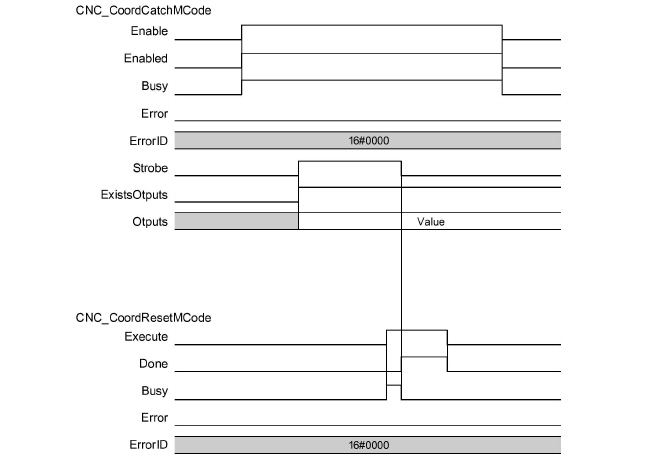 CNC_CoordCatchMCode
Enable
Enabled
Busy
Error
ErrorID 16#0000
Strobe
ExistsOtputs
Otputs Value
CNC_CoordResetMCode
Execute
Done
Busy
Error
ErrorID 16#0000